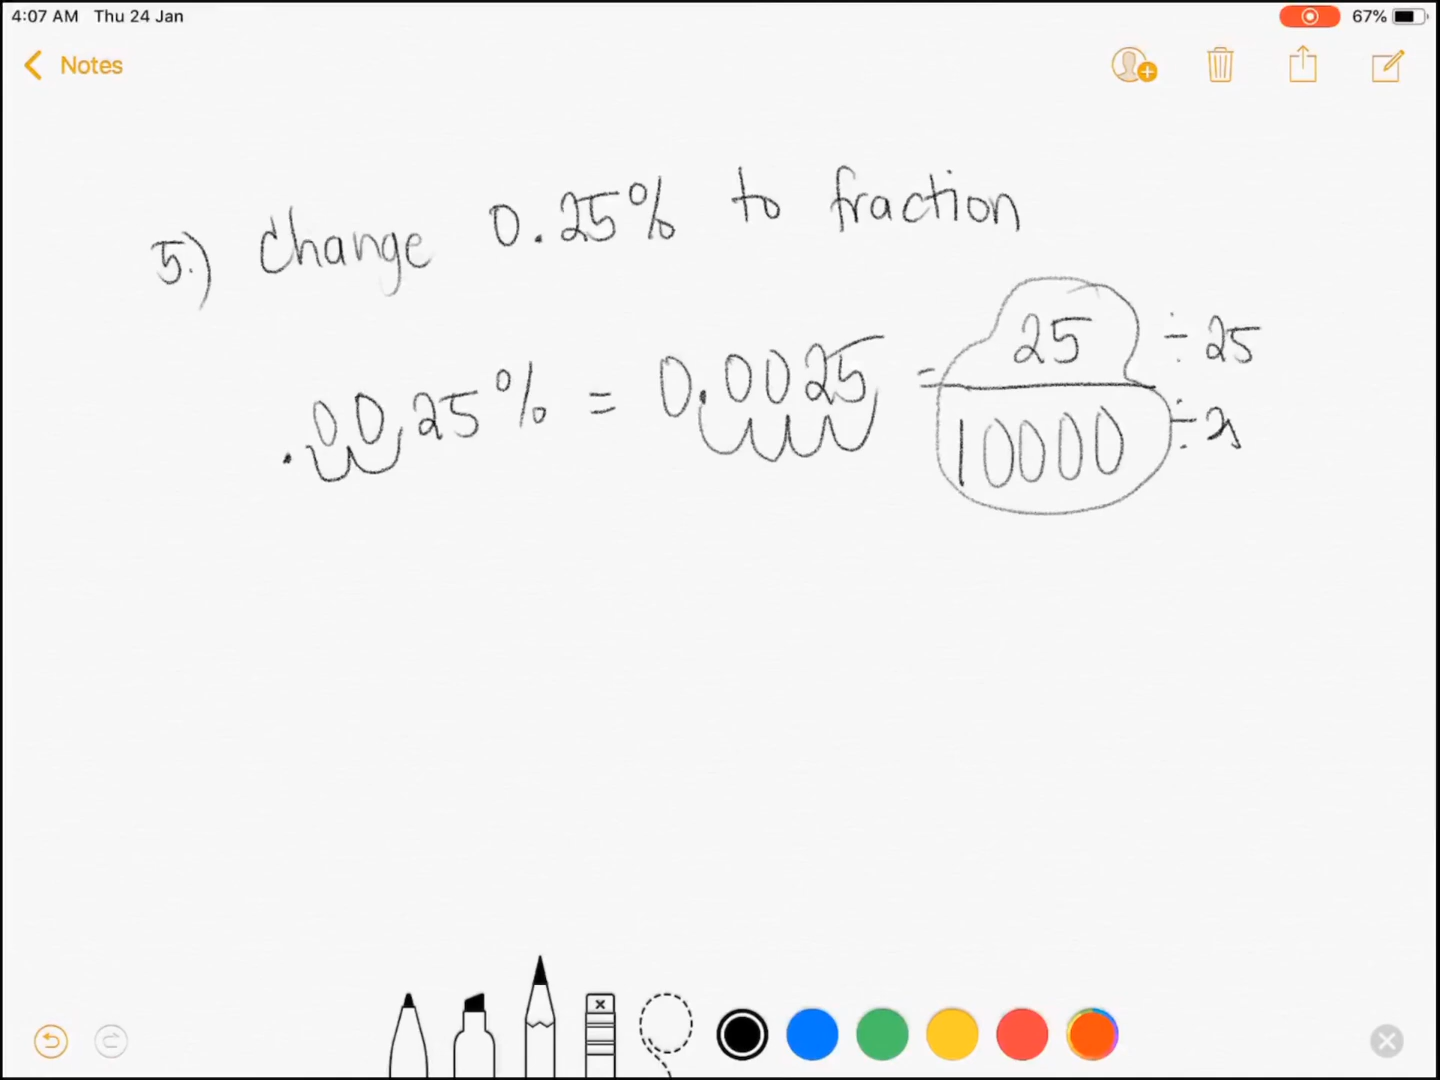 4:07 AM Thu 24 Jan 67%
Notes
5.) Change 0.25% to fraction
.00.25% = 0.0025 = 25/10000 ÷ 25
÷ 2